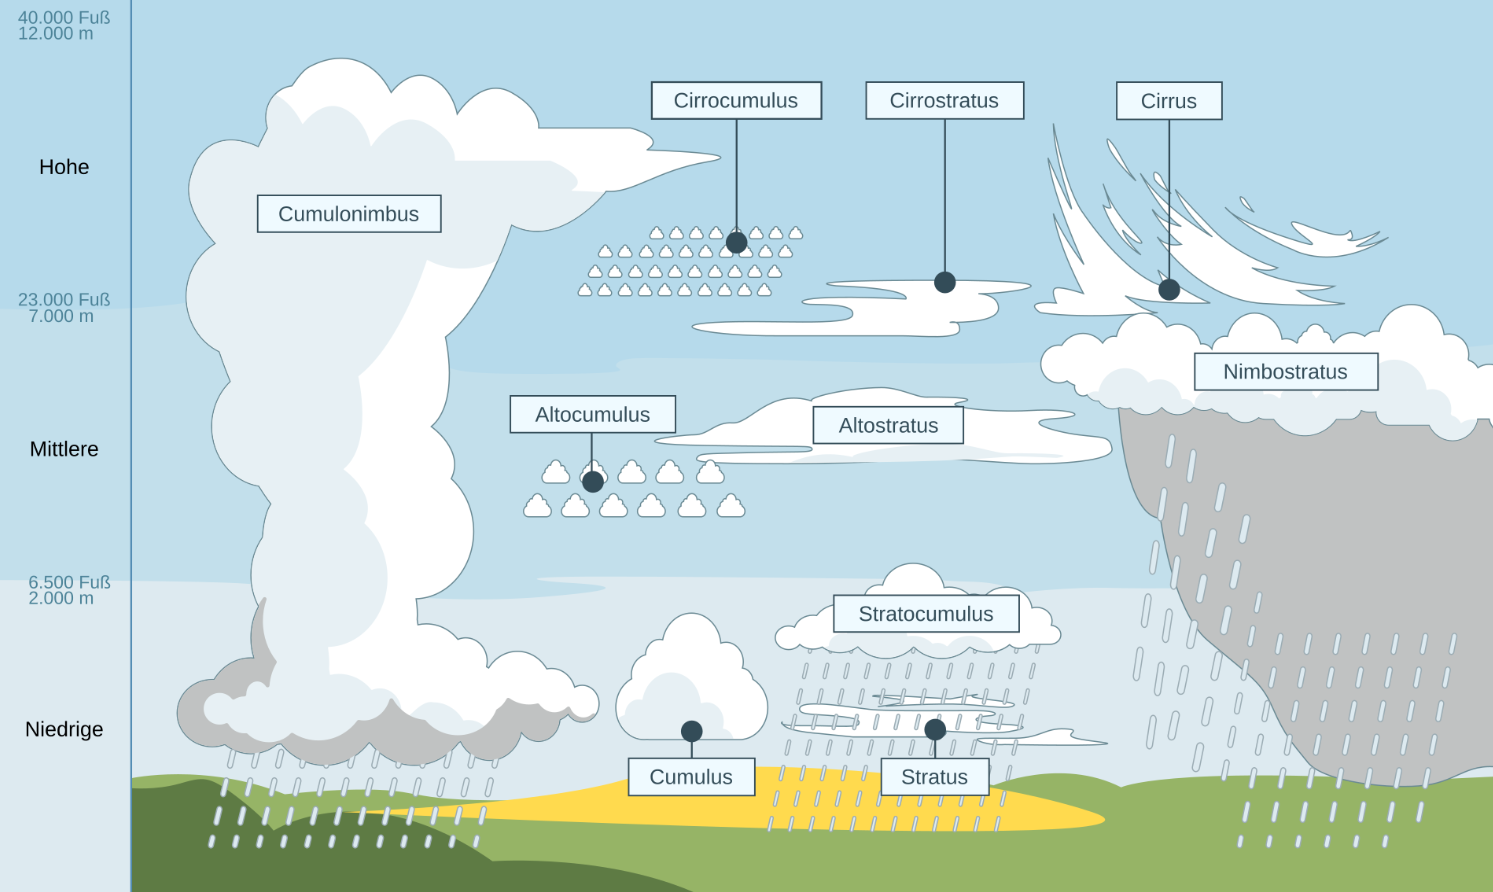 40.000 Fuß
12.000 m
Cirrocumulus
Cirrostratus
Cirrus
Hohe
Cumulonimbus
23.000 Fuß
7.000 m
Nimbostratus
Altocumulus
Altostratus
Mittlere
6.500 Fuß
2.000 m
Stratocumulus
Niedrige
Cumulus
Stratus